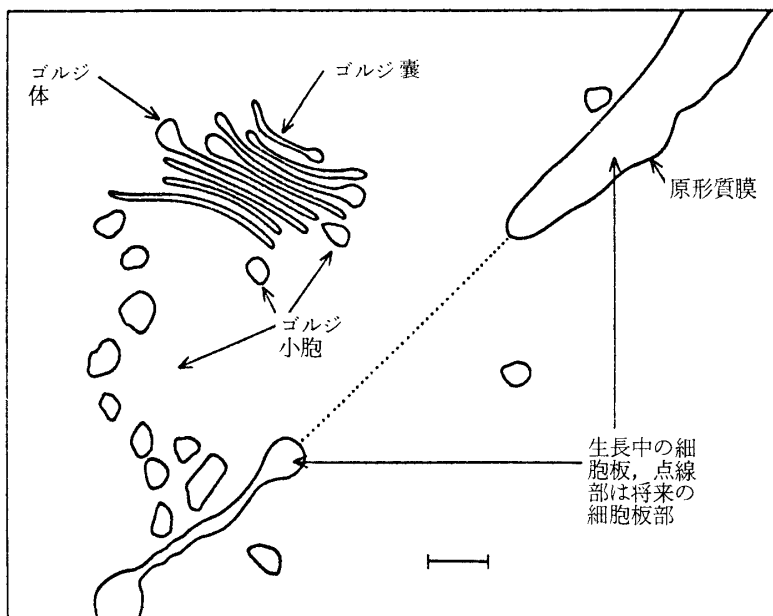 ゴルジ
体
ゴルジ嚢
原形質膜
ゴルジ
小胞
生長中の細
胞板，点線
部は将来の
細胞板部